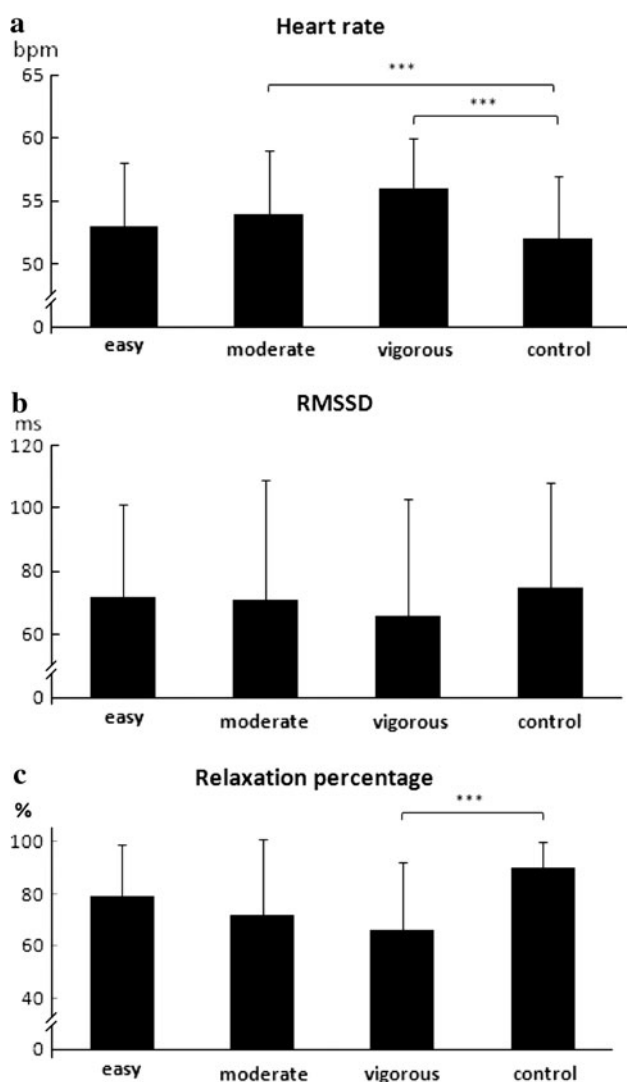 a
Heart rate
bpm
65
***
***
60
55
50
0
easy
moderate
vigorous
control
b
RMSSD
ms
120
100
80
60
0
easy
moderate
vigorous
control
c
Relaxation percentage
%
***
100
80
60
40
0
easy
moderate
vigorous
control